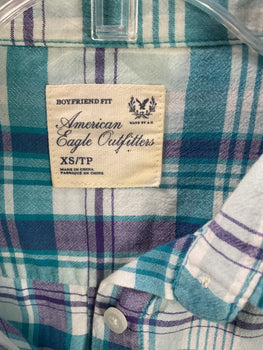 BOYFRIEND FIT
American
Eagle Outfitters
XS/TP
MADE IN CHINA
FABRIQUÉ EN CHINE